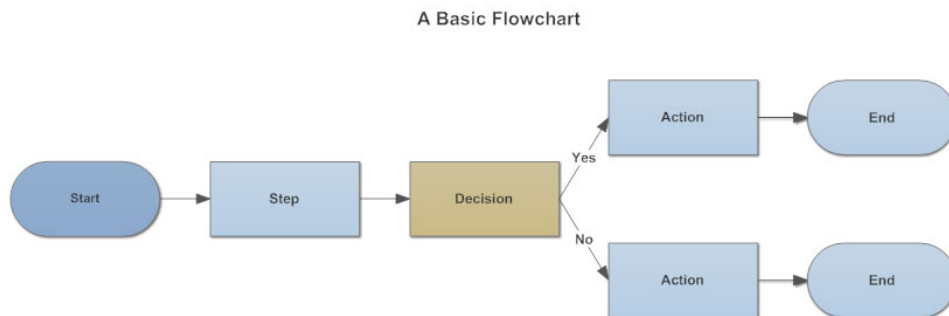 A Basic Flowchart
Start
Step
Decision
Yes
Action
End
No
Action
End